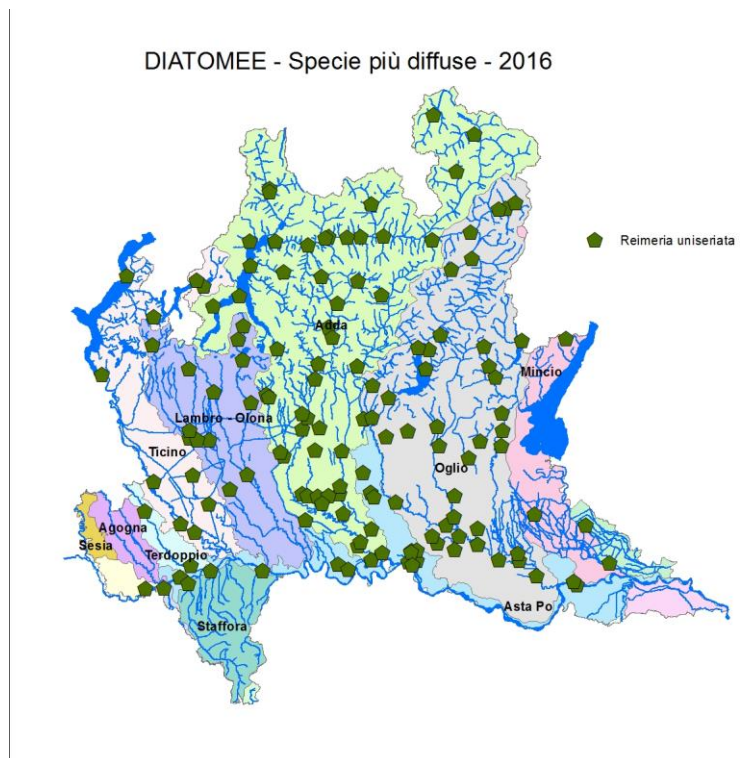 DIATOMEE - Specie più diffuse - 2016
Reimeria uniseriata
Adda
Mincio
Lambro - Olona
Ticino
Oglio
Agogna
Sesia
Terdoppio
Asta Po
Staffora